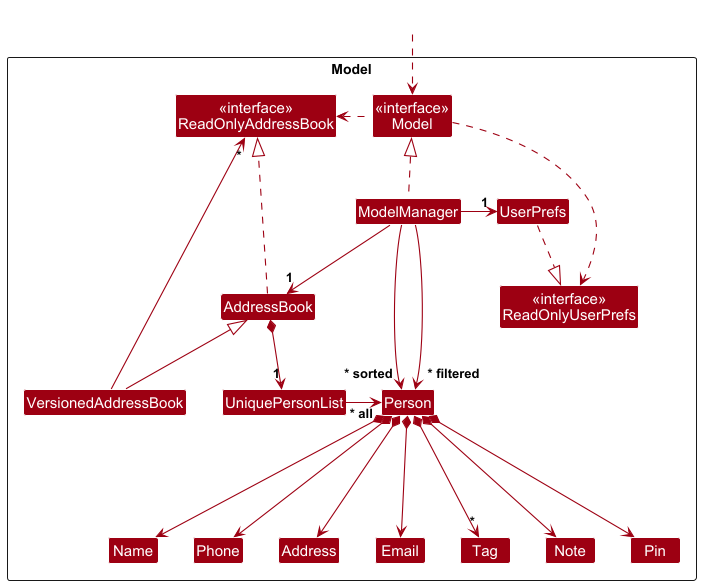 Model
«interface»
ReadOnlyAddressBook
«interface»
Model
*
ModelManager
1
UserPrefs
1
«interface»
ReadOnlyUserPrefs
AddressBook
1
* sorted
* filtered
VersionedAddressBook
UniquePersonList
* all
Person
*
Name
Phone
Address
Email
Tag
Note
Pin